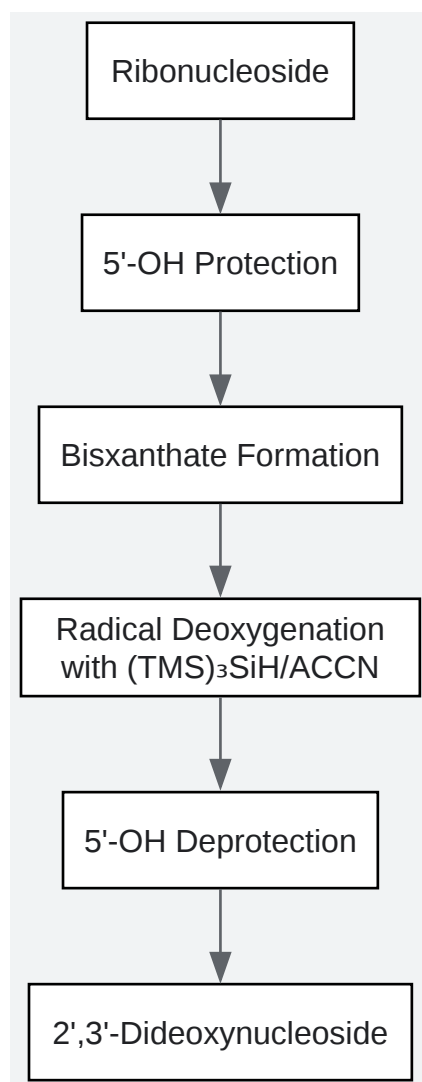 Ribonucleoside
5'-OH Protection
Bisxanthate Formation
Radical Deoxygenation
with (TMS)₃SiH/ACCN
5'-OH Deprotection
2',3'-Dideoxynucleoside